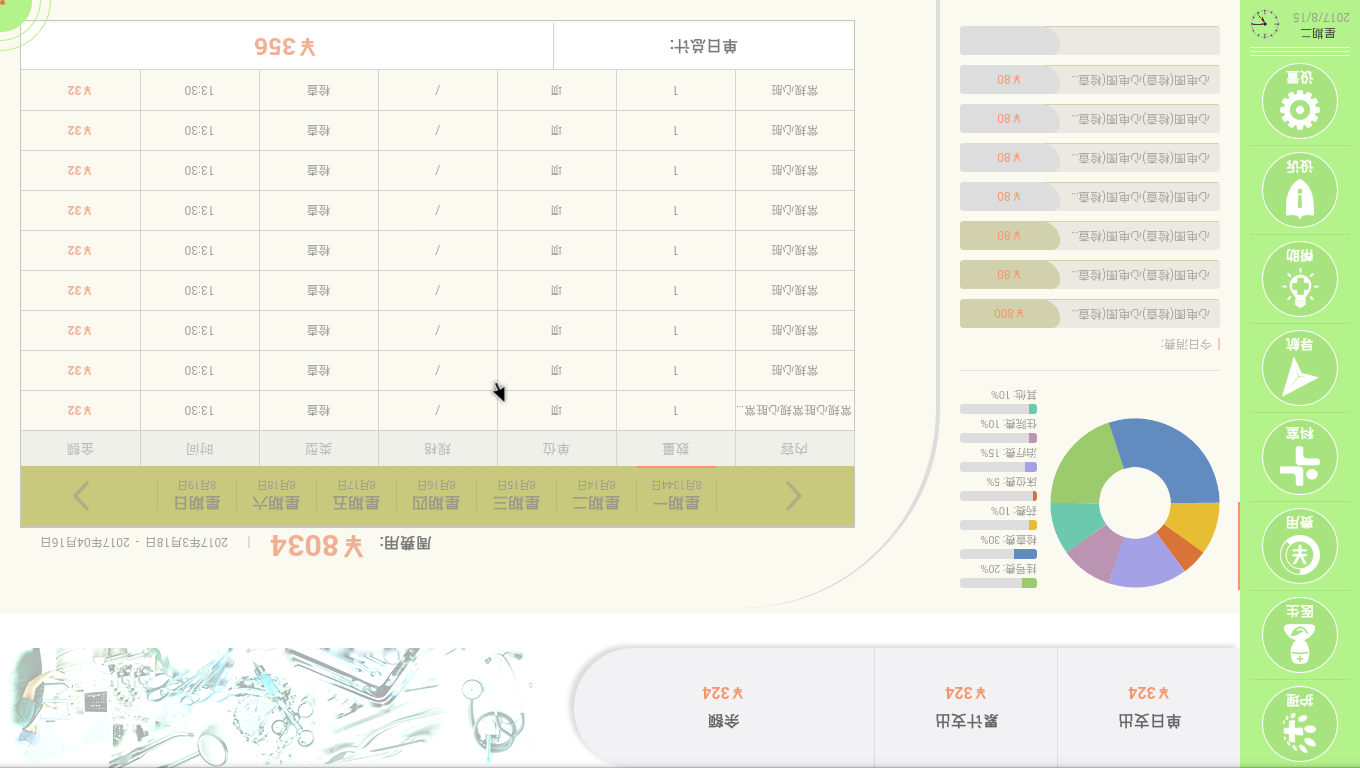 护理
医生
费用
科室
导航
帮助
设诉
设置
星期二
2017/8/15
单日支出
¥324
累计支出
¥324
余额
¥324
挂号费: 20%
检查费: 30%
药费: 10%
床位: 5%
治疗费: 15%
住院费: 10%
其他: 10%
今日消费:
心电图(检查)心电图(检查... ¥800
心电图(检查)心电图(检查... ¥80
心电图(检查)心电图(检查... ¥80
心电图(检查)心电图(检查... ¥80
心电图(检查)心电图(检查... ¥80
心电图(检查)心电图(检查... ¥80
心电图(检查)心电图(检查... ¥80
周费用: ¥8034 | 2017年3月18日 - 2017年04月16日
星期一 星期二 星期三 星期四 星期五 星期六 星期日
8月1344日 8月14日 8月15日 8月16日 8月17日 8月18日 8月19日
内容 数量 单位 规格 类型 时间 金额
常规心脏常规心脏常... 1 项 / 检查 13:30 ¥32
常规心脏 1 项 / 检查 13:30 ¥32
常规心脏 1 项 / 检查 13:30 ¥32
常规心脏 1 项 / 检查 13:30 ¥32
常规心脏 1 项 / 检查 13:30 ¥32
常规心脏 1 项 / 检查 13:30 ¥32
常规心脏 1 项 / 检查 13:30 ¥32
常规心脏 1 项 / 检查 13:30 ¥32
常规心脏 1 项 / 检查 13:30 ¥32
单日总计: ¥356